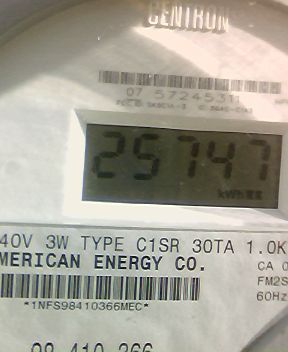 CENTRON
07 57245311
25747
kWh
40V 3W TYPE C1SR 30TA 1.0K
MERICAN ENERGY CO.
CA 0
FM2S
60Hz
*1NFS98410366MEC*
98 410 366